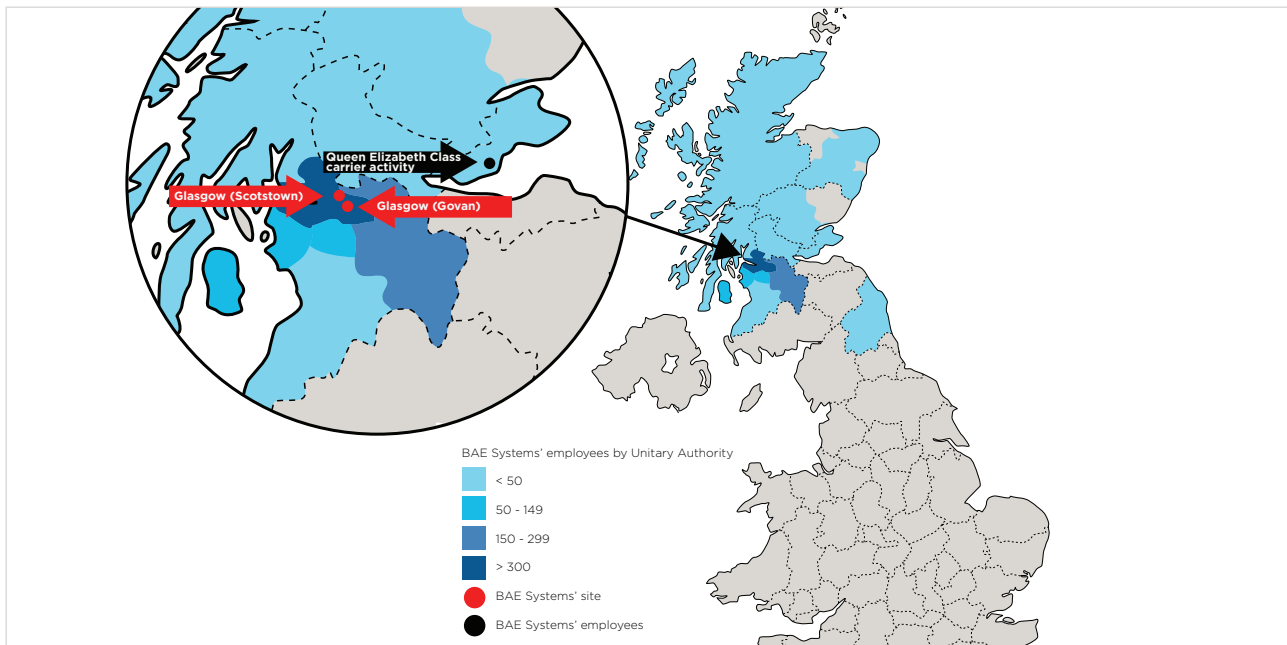 Queen Elizabeth Class
carrier activity
Glasgow (Scotstown)
Glasgow (Govan)
BAE Systems' employees by Unitary Authority
< 50
50 - 149
150 - 299
> 300
BAE Systems' site
BAE Systems' employees